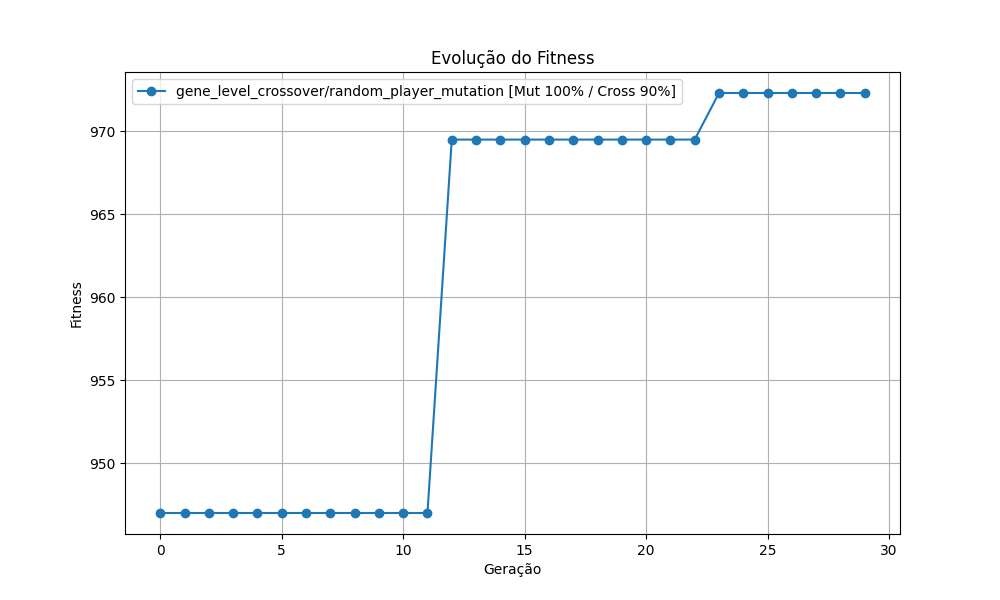 Evolução do Fitness
gene_level_crossover/random_player_mutation [Mut 100% / Cross 90%]
970
965
960
955
950
Fitness
0 5 10 15 20 25 30
Geração